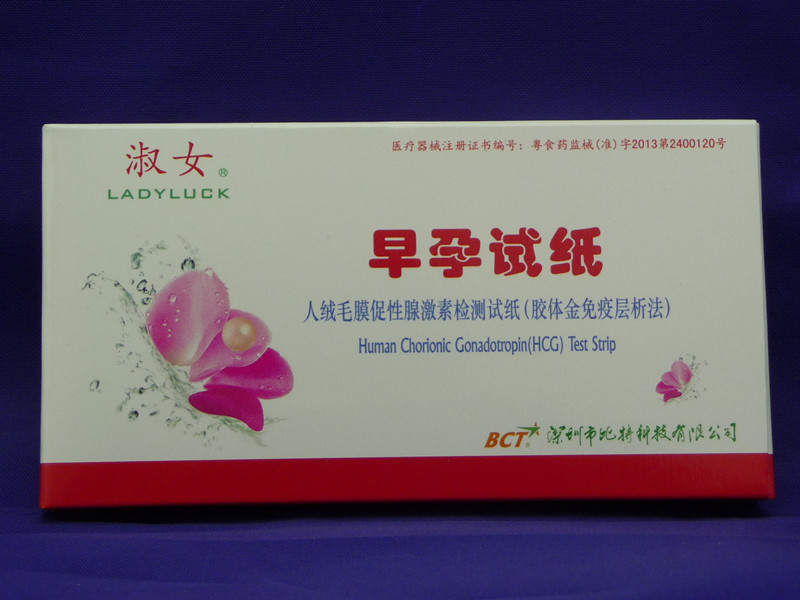 医疗器械注册证书编号：粤食药监械(准)字2013第2400120号
淑女®
LADYLUCK
早孕试纸
人绒毛膜促性腺激素检测试纸(胶体金免疫层析法)
Human Chorionic Gonadotropin(HCG) Test Strip
BCT® 深圳市比特科技有限公司